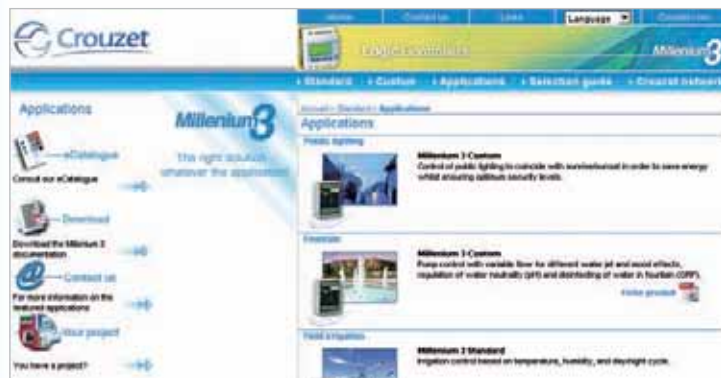 Home Contact us Links Language
Crouzet
Logic Controllers
Millenium 3
Standard Custom Applications Selection guide Crouzet network
Applications
Millenium 3
The right solution
whatever the application
eCatalogue
Consult our eCatalogue
Download
Download the Millenium 3
documentation
Contact us
For more information on the
featured applications
Your project
You have a project?
Accueil > Standard > Applications
Applications
Public lighting
Millenium 3 Custom
Control of public lighting to coincide with sunrise/sunset in order to save energy
whilst ensuring optimum security levels.
Fountain
Millenium 3 Custom
Pump control with variable flow for different water jet and effects,
regulation of water neutrality (pH) and disinfecting of water in fountain (ORP).
product
Field irrigation
Millenium 3 Standard
Irrigation control based on temperature, humidity, and day/night cycle.